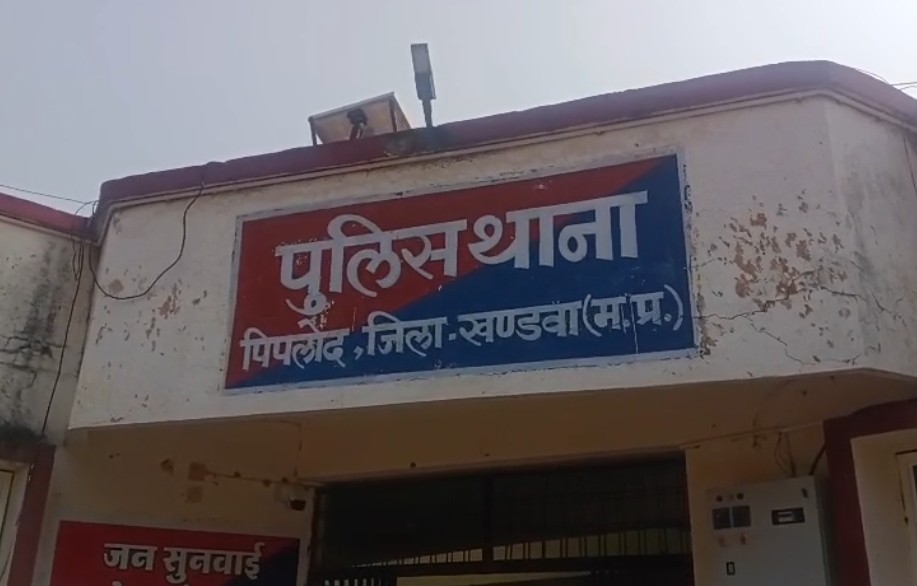 पुलिस थाना
पिपलौद, जिला-खण्डवा(म.प्र.)
जन सुनवाई